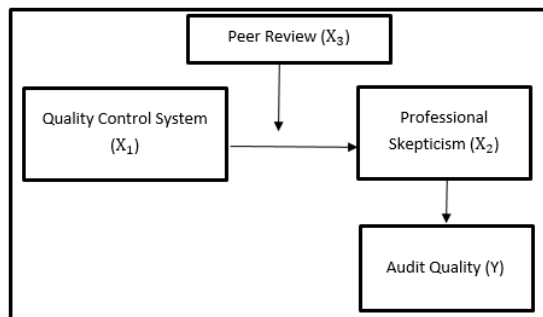 Peer Review (X₃)
Quality Control System
(X₁)
Professional
Skepticism (X₂)
Audit Quality (Y)